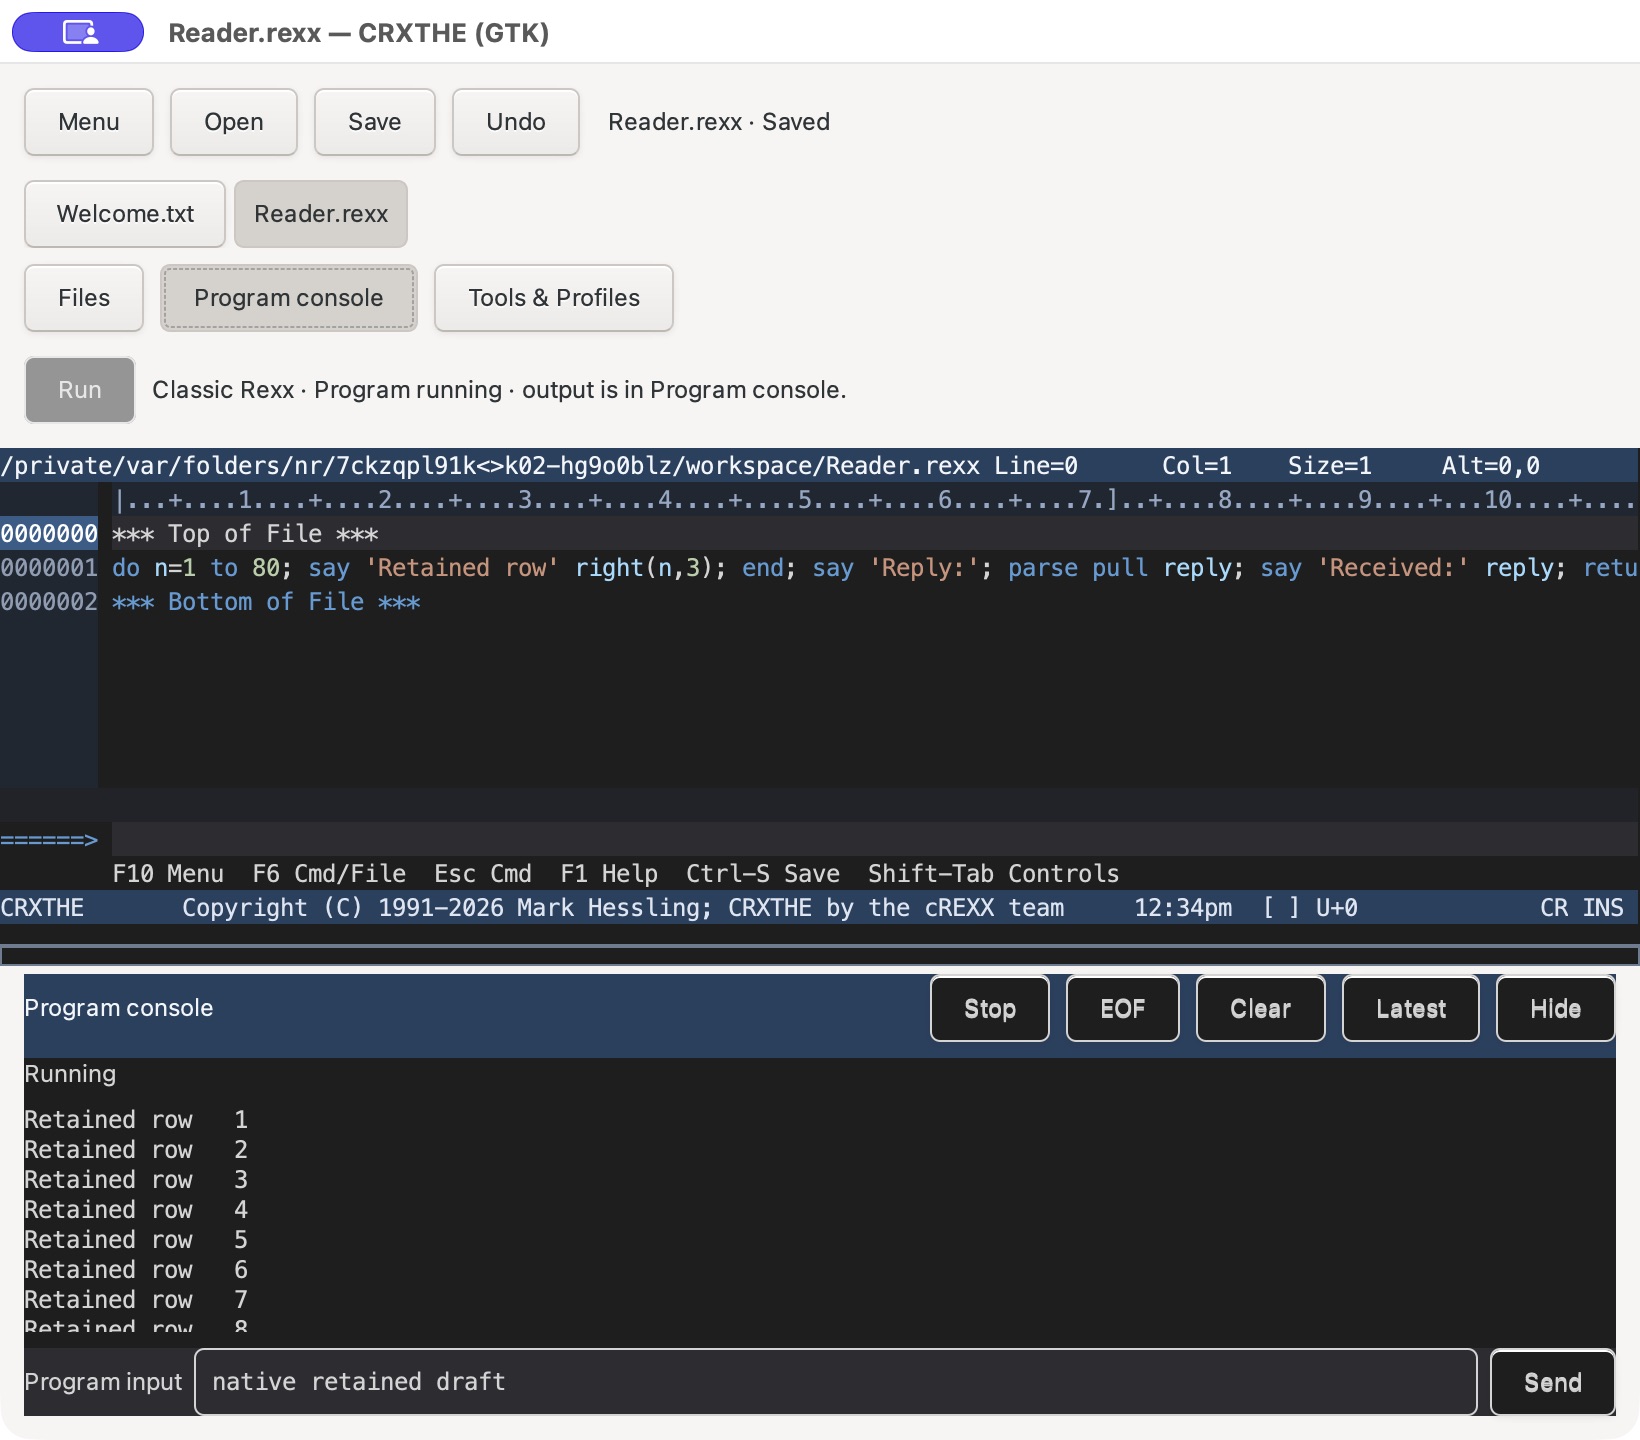 Reader.rexx — CRXTHE (GTK)
Menu Open Save Undo Reader.rexx · Saved
Welcome.txt Reader.rexx
Files Program console Tools & Profiles
Run Classic Rexx · Program running · output is in Program console.
/private/var/folders/nr/7ckzqpl91k<>k02-hg9o0blz/workspace/Reader.rexx Line=0 Col=1 Size=1 Alt=0,0
|...+....1....+....2....+....3....+....4....+....5....+....6....+....7.]..+....8....+....9....+...10....+....
0000000 *** Top of File ***
0000001 do n=1 to 80; say 'Retained row' right(n,3); end; say 'Reply:'; parse pull reply; say 'Received:' reply; retu
0000002 *** Bottom of File ***
======>
F10 Menu F6 Cmd/File Esc Cmd F1 Help Ctrl-S Save Shift-Tab Controls
CRXTHE Copyright (C) 1991-2026 Mark Hessling; CRXTHE by the cREXX team 12:34pm [ ] U+0 CR INS
Program console Stop EOF Clear Latest Hide
Running
Retained row 1
Retained row 2
Retained row 3
Retained row 4
Retained row 5
Retained row 6
Retained row 7
Retained row 8
Program input native retained draft Send